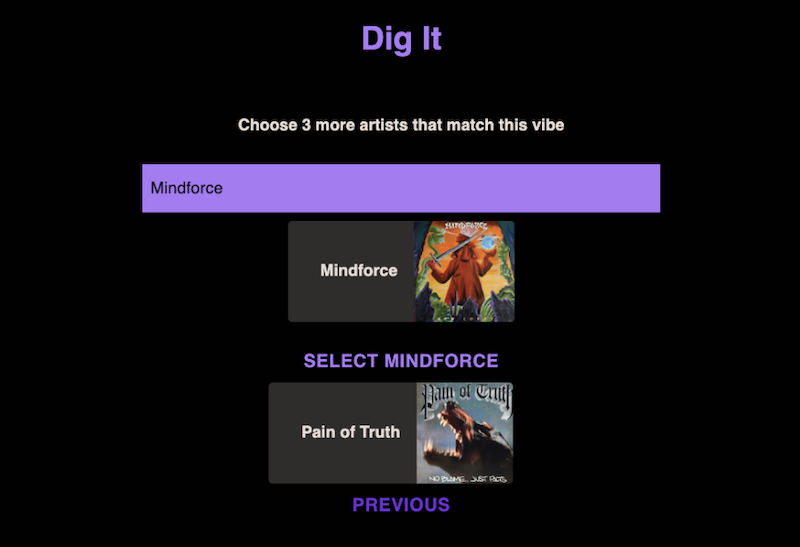 Dig It
Choose 3 more artists that match this vibe
Mindforce
Mindforce
MINDFORCE
SELECT MINDFORCE
Pain of Truth
Pain of Truth
NO BLAME... JUST FACTS
PREVIOUS